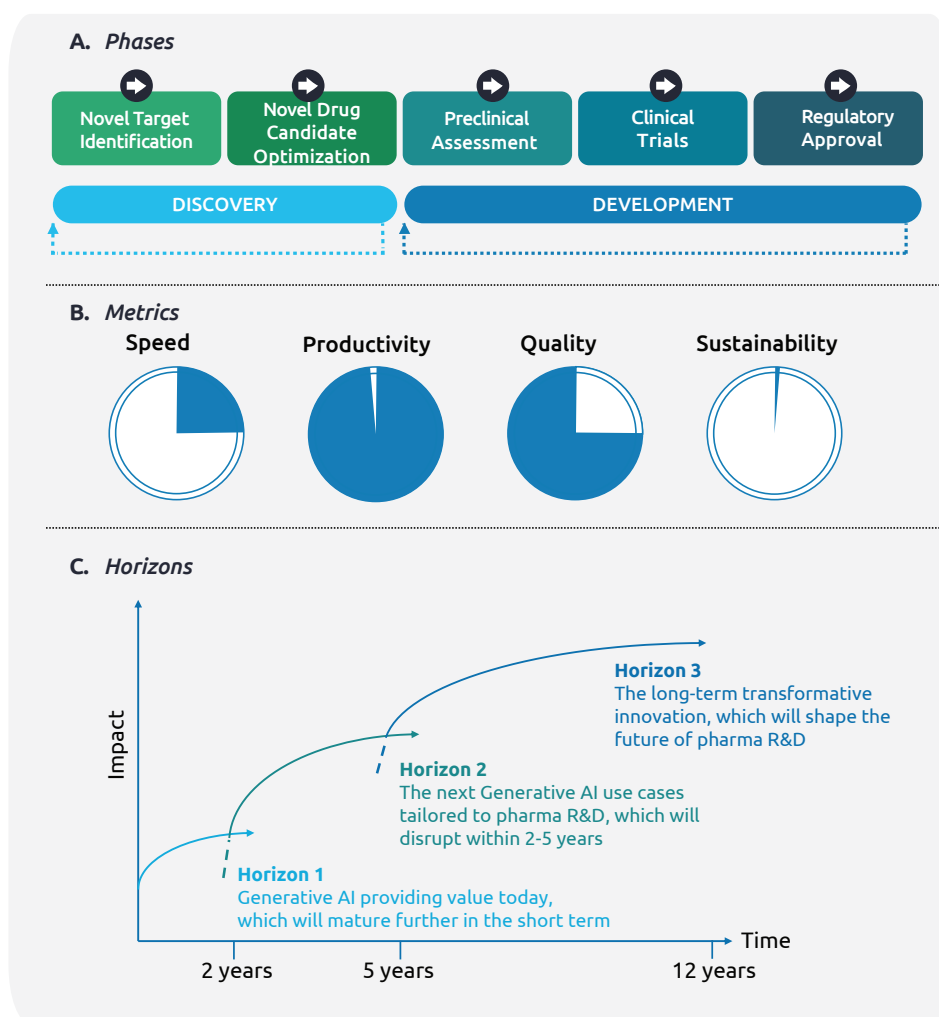 A. Phases
Novel Target
Identification
Novel Drug
Candidate
Optimization
Preclinical
Assessment
Clinical
Trials
Regulatory
Approval
DISCOVERY
DEVELOPMENT
B. Metrics
Speed
Productivity
Quality
Sustainability
C. Horizons
Impact
Horizon 3
The long-term transformative
innovation, which will shape the
future of pharma R&D
Horizon 2
The next Generative AI use cases
tailored to pharma R&D, which will
disrupt within 2-5 years
Horizon 1
Generative AI providing value today,
which will mature further in the short term
Time
2 years
5 years
12 years